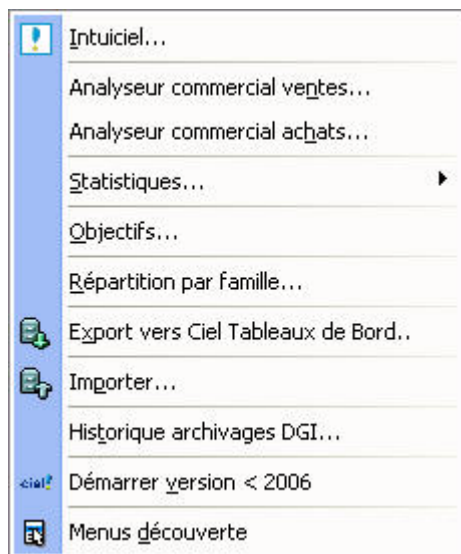 Intuiciel...
Analyseur commercial ventes...
Analyseur commercial achats...
Statistiques...
Objectifs...
Répartition par famille...
Export vers Ciel Tableaux de Bord..
Importer...
Historique archivages DGI...
ciel! Démarrer version < 2006
Menus découverte